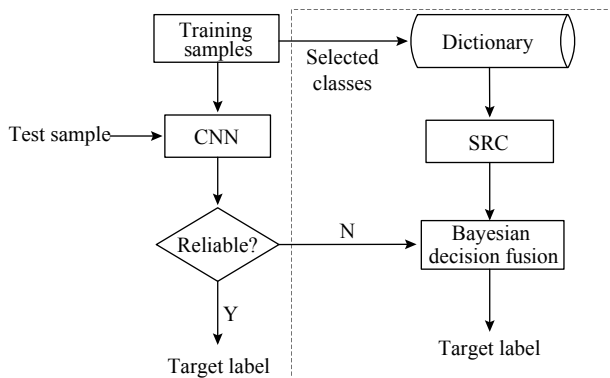 Training
samples
Selected
classes
Dictionary
Test sample
CNN
SRC
Reliable?
N
Bayesian
decision fusion
Y
Target label
Target label